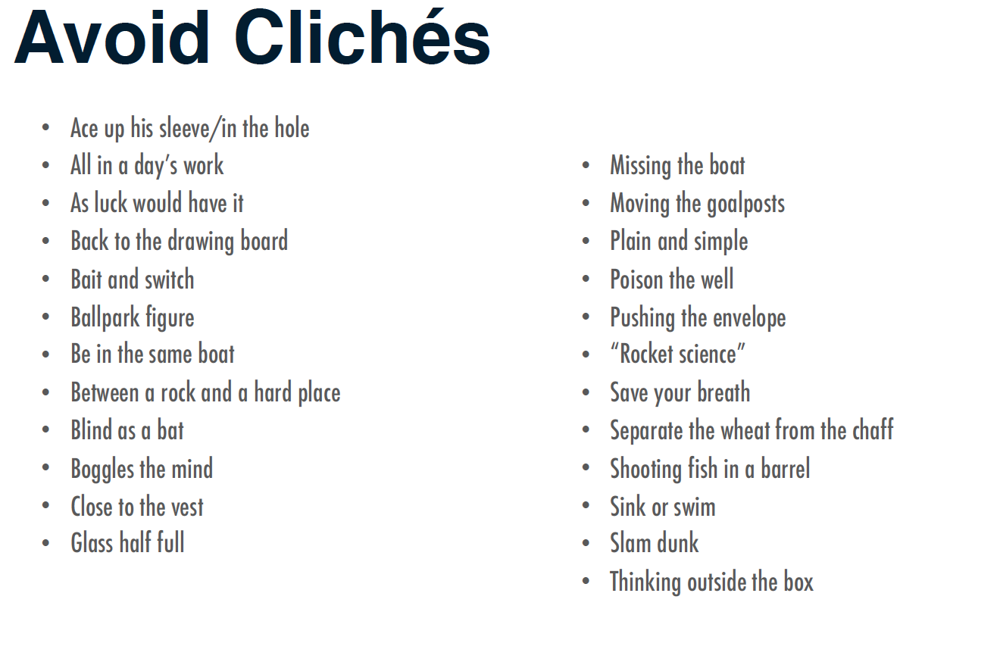 Avoid Clichés
• Ace up his sleeve/in the hole
• All in a day’s work
• As luck would have it
• Back to the drawing board
• Bait and switch
• Ballpark figure
• Be in the same boat
• Between a rock and a hard place
• Blind as a bat
• Boggles the mind
• Close to the vest
• Glass half full
• Missing the boat
• Moving the goalposts
• Plain and simple
• Poison the well
• Pushing the envelope
• “Rocket science”
• Save your breath
• Separate the wheat from the chaff
• Shooting fish in a barrel
• Sink or swim
• Slam dunk
• Thinking outside the box